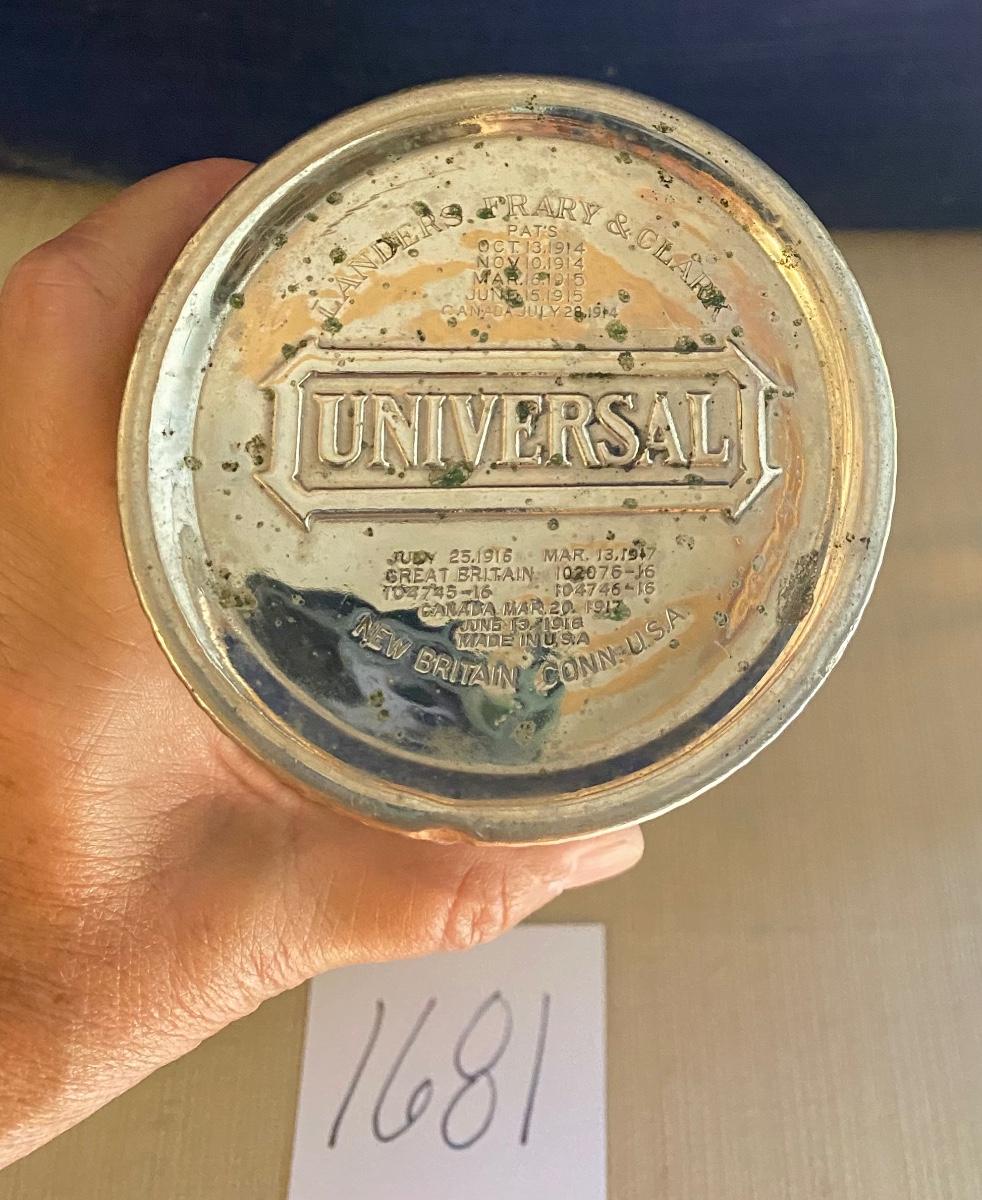 LANDERS, FRARY & CLARK
PAT'S
OCT. 13, 1914
NOV. 10, 1914
MAR. 16, 1915
JUNE 15, 1915
CANADA JULY 28, 1914
UNIVERSAL
JULY 25, 1916 MAR. 13, 1917
GREAT BRITAIN 102076-16
104745-16 104746-16
CANADA MAR. 20, 1917
JUNE 13, 1916
MADE IN U.S.A
NEW BRITAIN CONN. U.S.A
1681